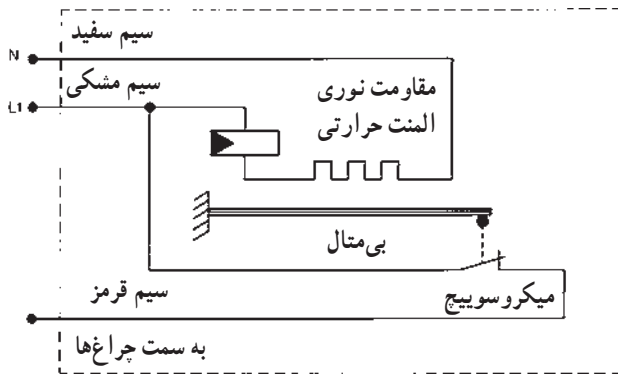 سیم سفید
N
سیم مشکی
L1
مقاومت نوری
المنت حرارتی
بی‌متال
میکروسوییچ
سیم قرمز
به سمت چراغ‌ها